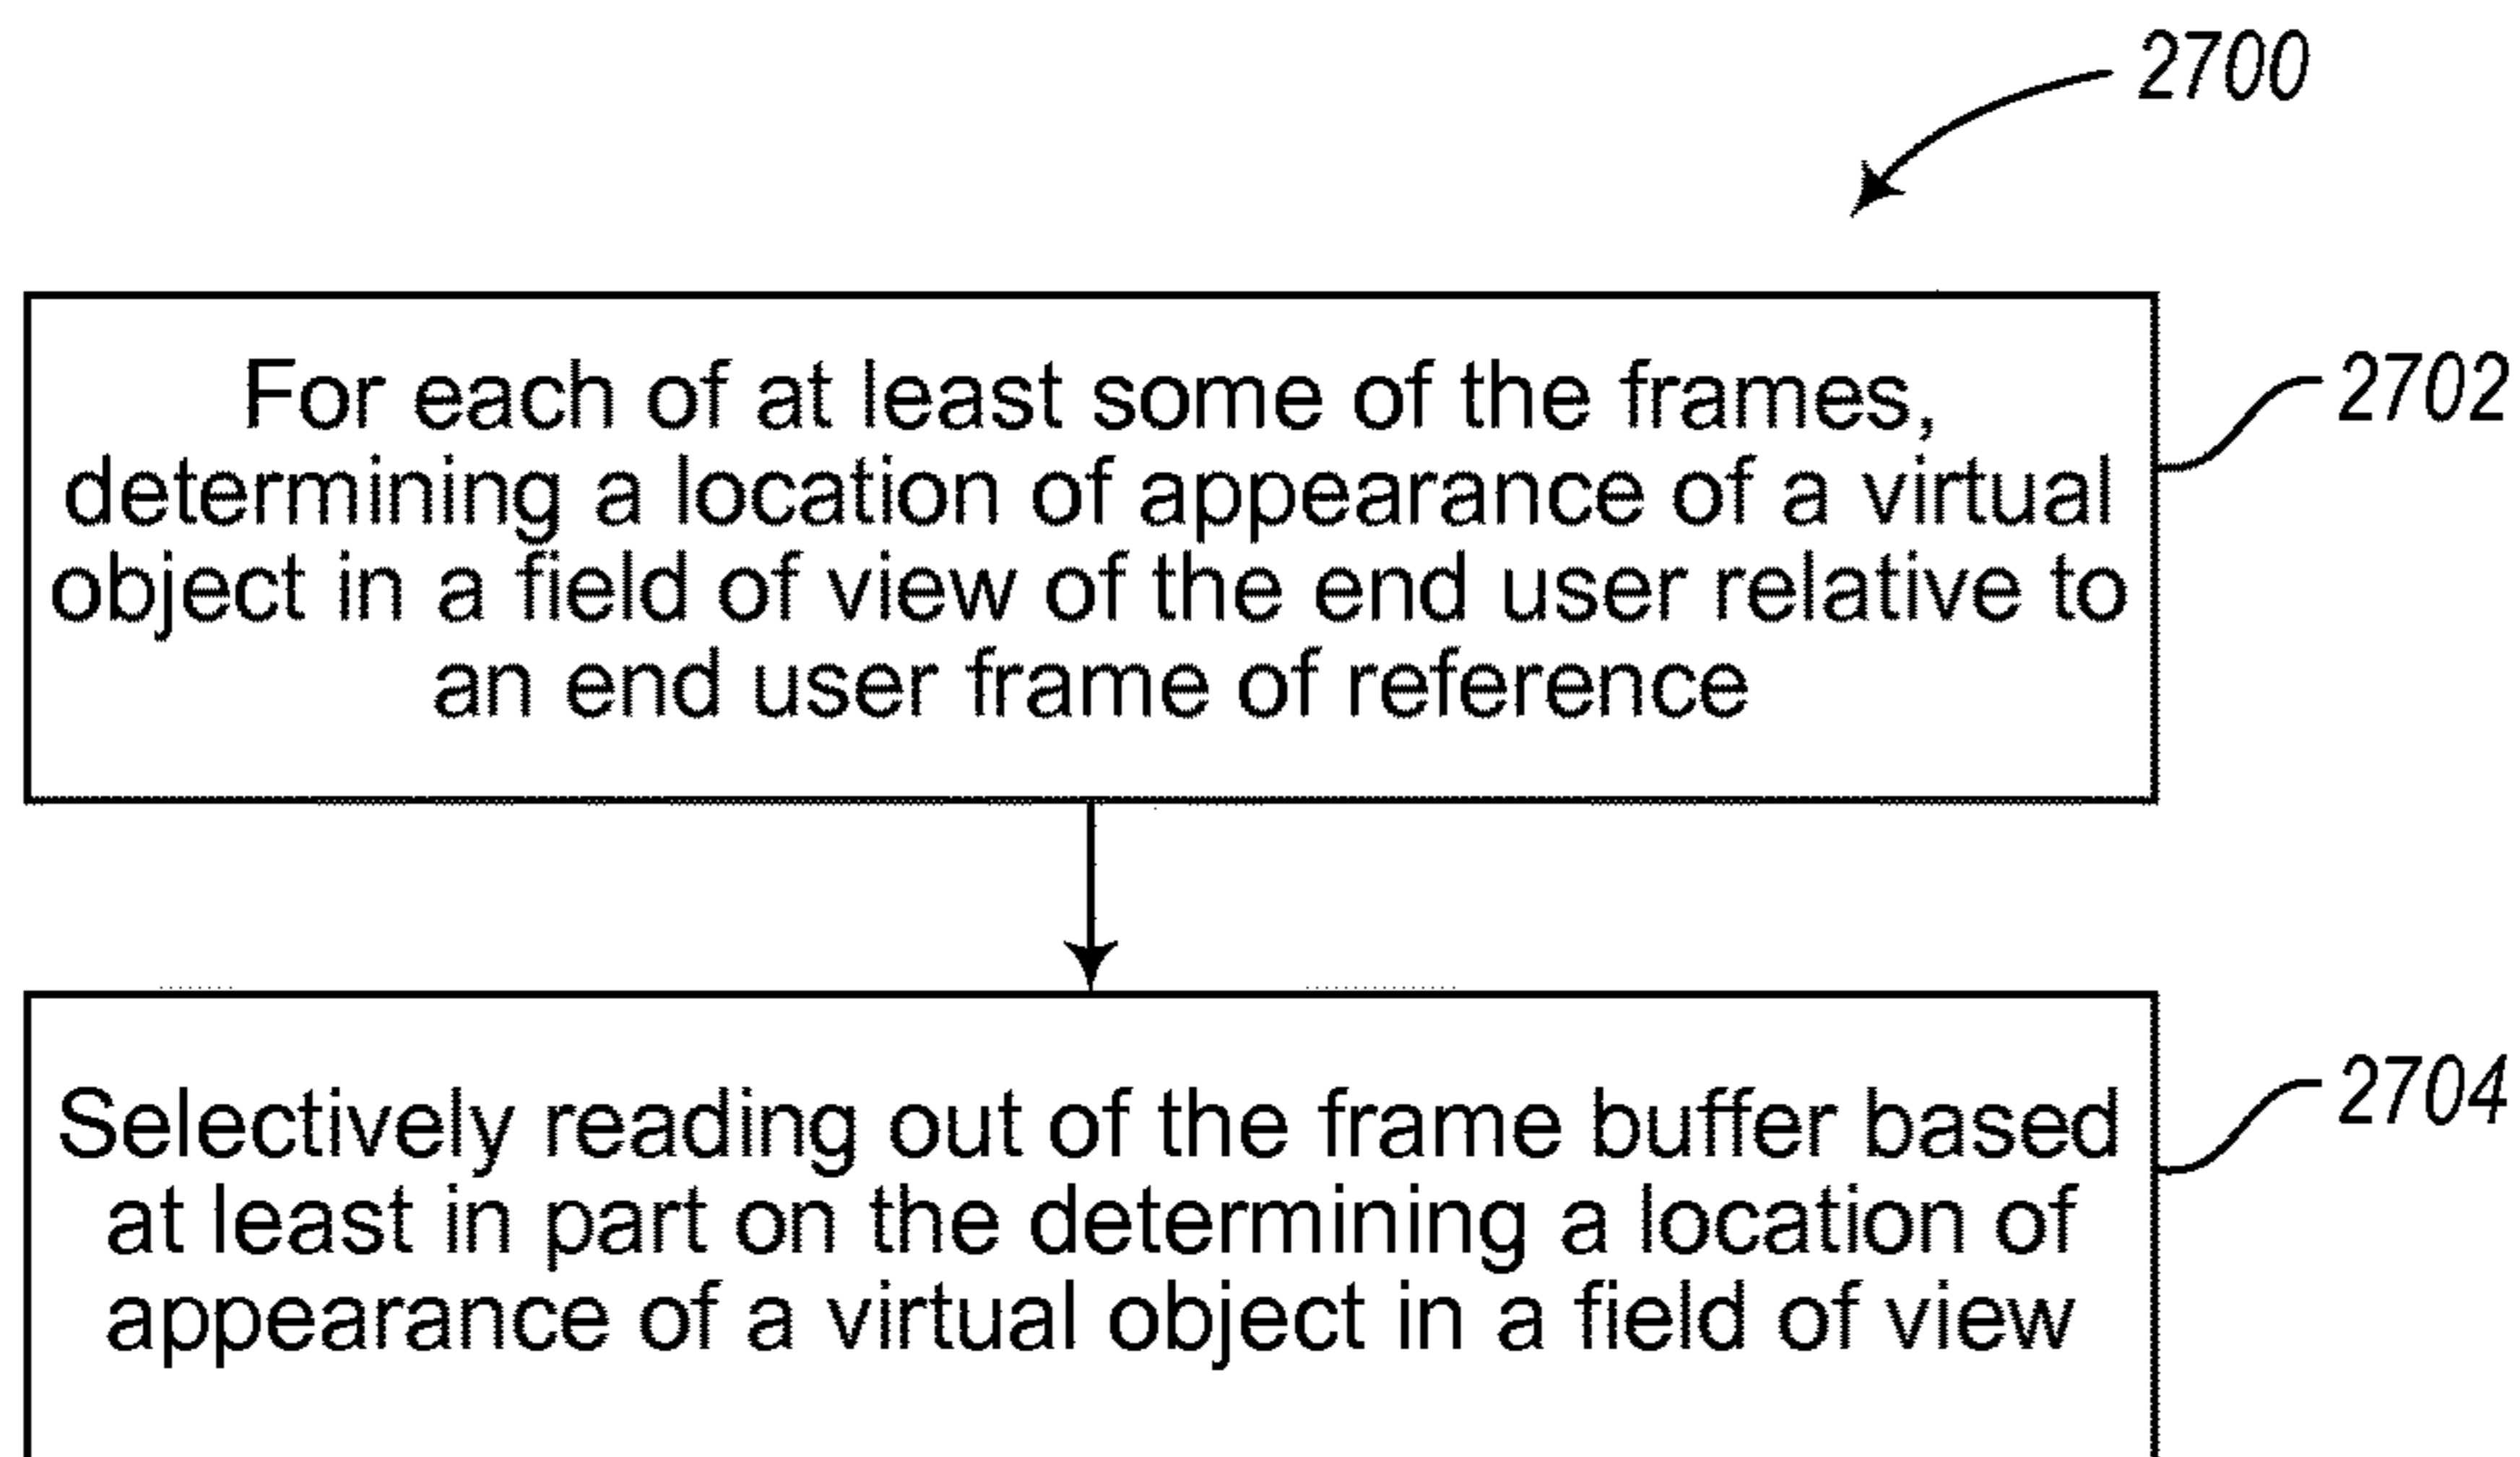 2700
For each of at least some of the frames,
determining a location of appearance of a virtual
object in a field of view of the end user relative to
an end user frame of reference
2702
Selectively reading out of the frame buffer based
at least in part on the determining a location of
appearance of a virtual object in a field of view
2704